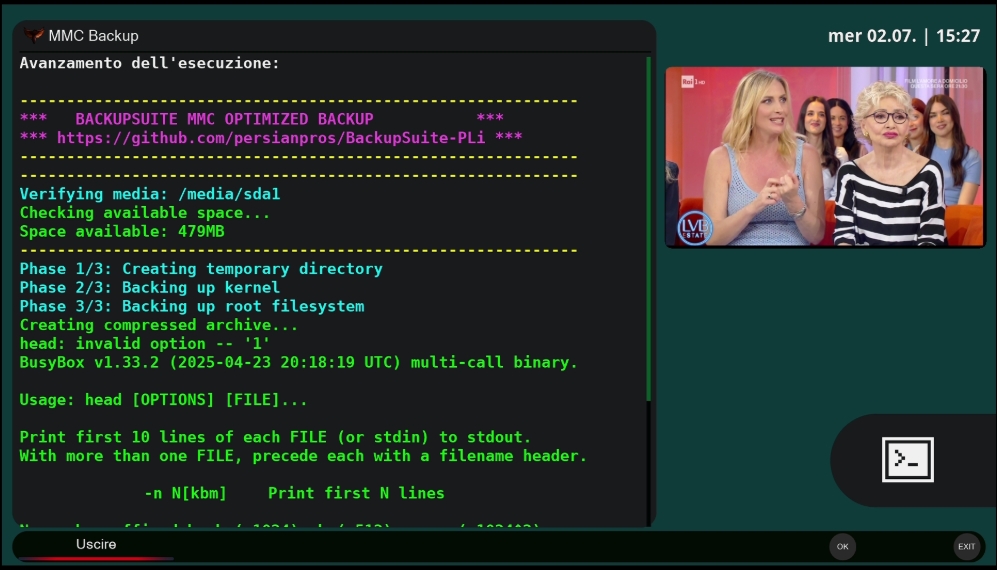 MMC Backup
mer 02.07. | 15:27
Avanzamento dell'esecuzione:
--------------------------------------------------------------
*** BACKUPSUITE MMC OPTIMIZED BACKUP ***
*** https://github.com/persianpros/BackupSuite-PLi ***
--------------------------------------------------------------
--------------------------------------------------------------
Verifying media: /media/sda1
Checking available space...
Space available: 479MB
--------------------------------------------------------------
Phase 1/3: Creating temporary directory
Phase 2/3: Backing up kernel
Phase 3/3: Backing up root filesystem
Creating compressed archive...
head: invalid option -- '1'
BusyBox v1.33.2 (2025-04-23 20:18:19 UTC) multi-call binary.
Usage: head [OPTIONS] [FILE]...
Print first 10 lines of each FILE (or stdin) to stdout.
With more than one FILE, precede each with a filename header.
-n N[kbm] Print first N lines
Rai 1 HD
LVB
ESTATE
>_
Uscire
OK
EXIT